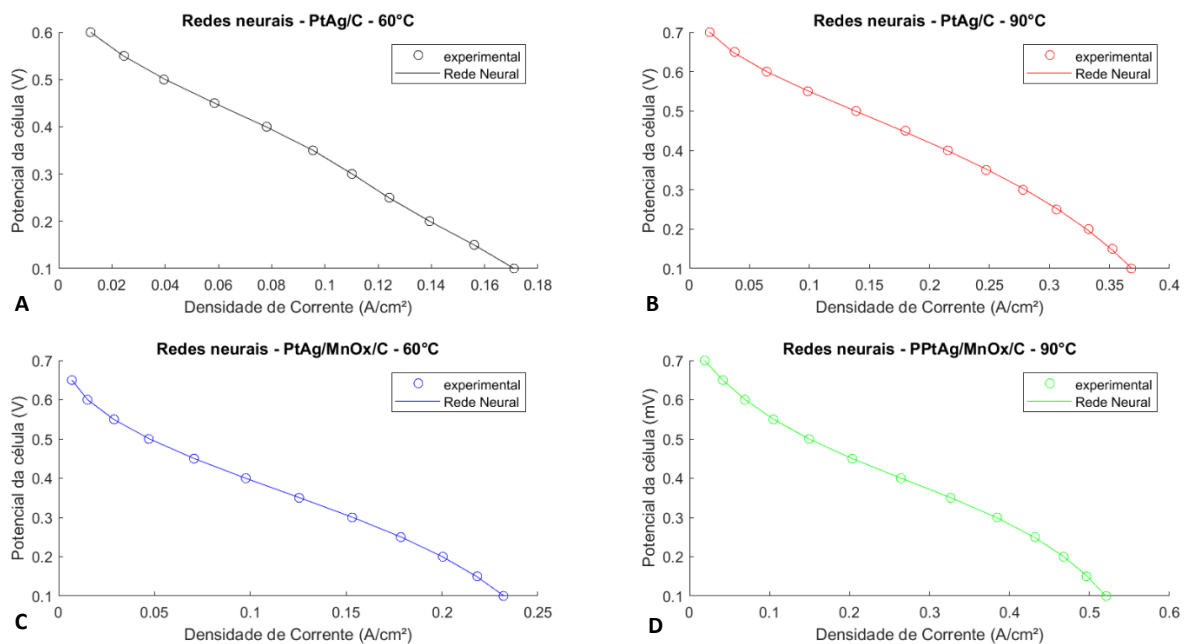 Redes neurais - PtAg/C - 60°C
experimental
Rede Neural
Potencial da célula (V)
0.6
0.5
0.4
0.3
0.2
0.1
0 0.02 0.04 0.06 0.08 0.1 0.12 0.14 0.16 0.18
Densidade de Corrente (A/cm²)
A
Redes neurais - PtAg/C - 90°C
experimental
Rede Neural
Potencial da célula (V)
0.7
0.6
0.5
0.4
0.3
0.2
0.1
0 0.05 0.1 0.15 0.2 0.25 0.3 0.35 0.4
Densidade de Corrente (A/cm²)
B
Redes neurais - PtAg/MnOx/C - 60°C
experimental
Rede Neural
Potencial da célula (V)
0.7
0.6
0.5
0.4
0.3
0.2
0.1
0 0.05 0.1 0.15 0.2 0.25
Densidade de Corrente (A/cm²)
C
Redes neurais - PPtAg/MnOx/C - 90°C
experimental
Rede Neural
Potencial da célula (mV)
0.7
0.6
0.5
0.4
0.3
0.2
0.1
0 0.1 0.2 0.3 0.4 0.5 0.6
Densidade de Corrente (A/cm²)
D